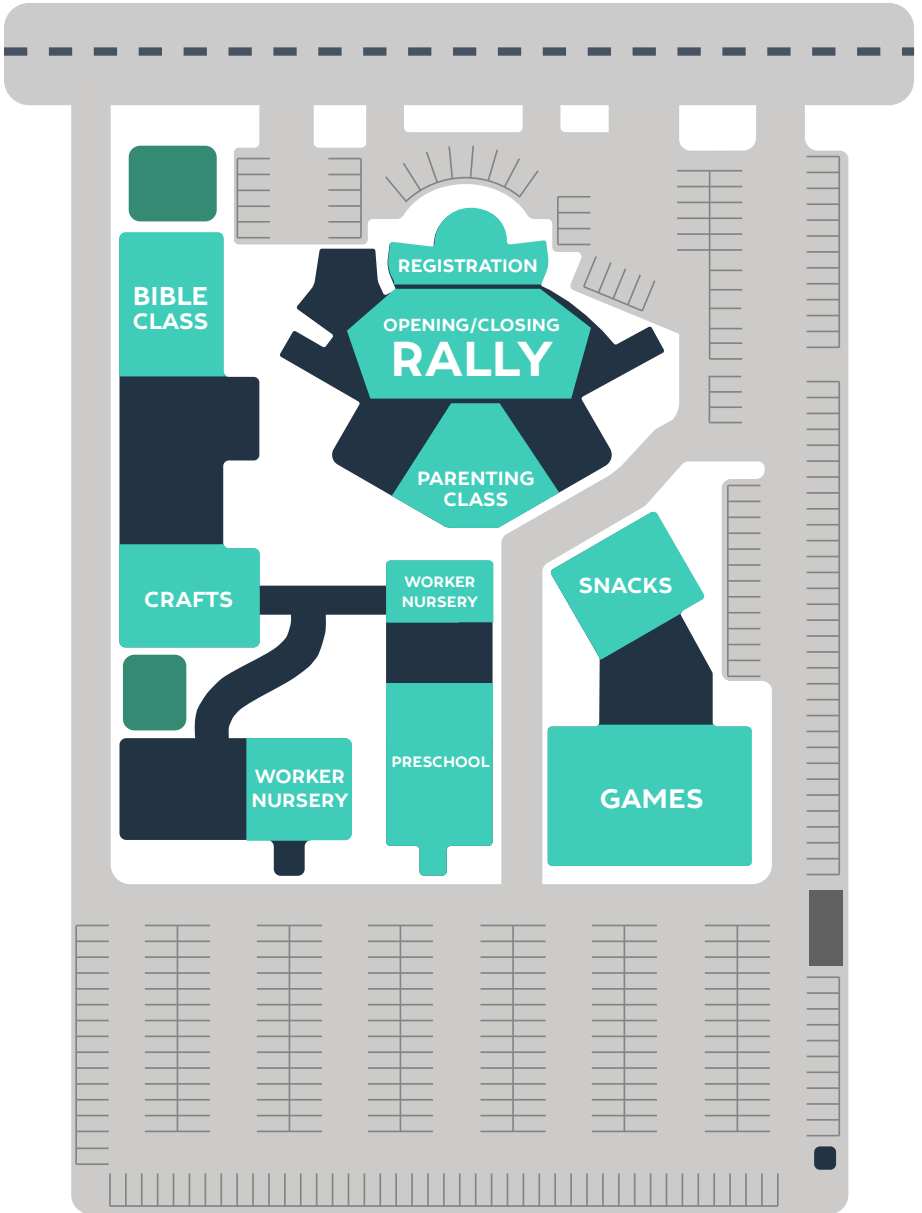 REGISTRATION
BIBLE
CLASS
OPENING/CLOSING
RALLY
PARENTING
CLASS
WORKER
NURSERY
SNACKS
CRAFTS
PRESCHOOL
WORKER
NURSERY
GAMES